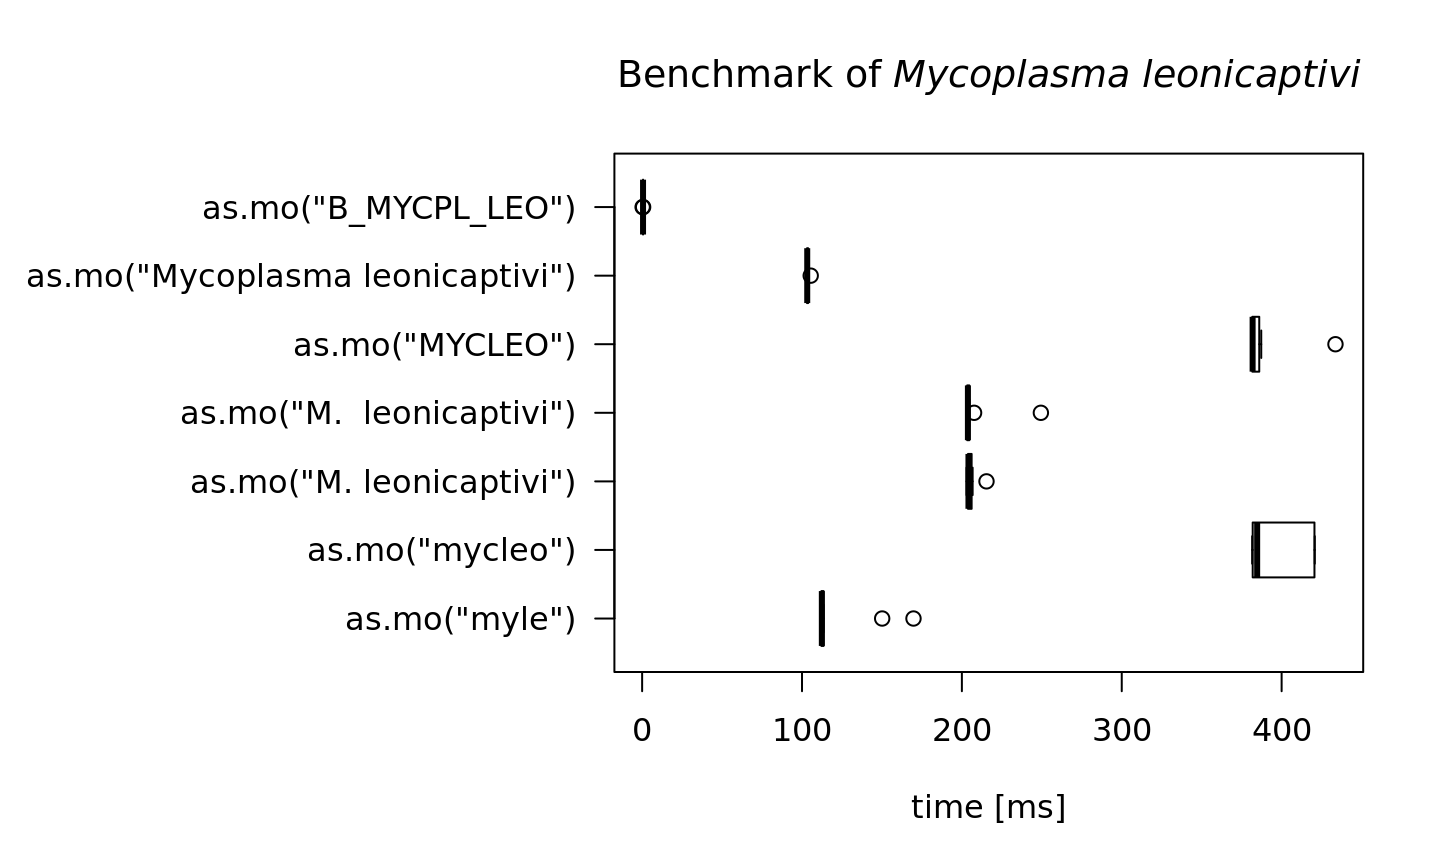 Benchmark of Mycoplasma leonicaptivi
as.mo("B_MYCPL_LEO")
as.mo("Mycoplasma leonicaptivi")
as.mo("MYCLEO")
as.mo("M.  leonicaptivi")
as.mo("M. leonicaptivi")
as.mo("mycleo")
as.mo("myle")
0 100 200 300 400
time [ms]